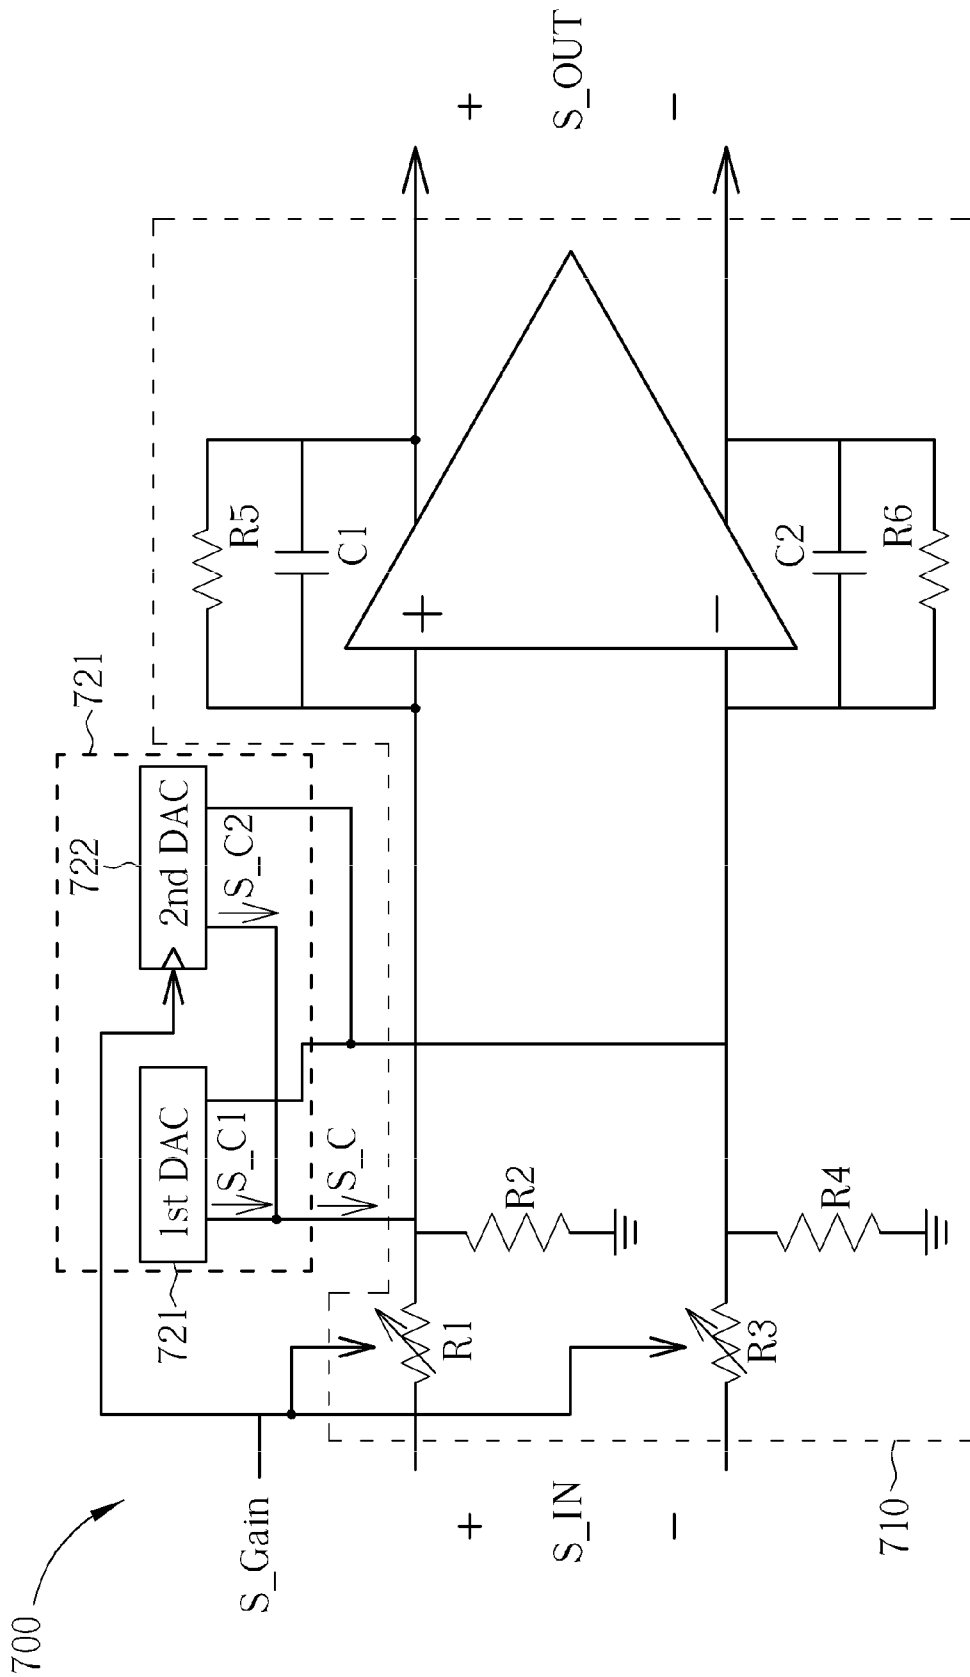 700
S_Gain
721
722
1st DAC
2nd DAC
721
S_C1
S_C2
S_C
R5
C1
R1
R2
+
S_IN
−
+
−
+
S_OUT
−
R3
R4
C2
R6
710